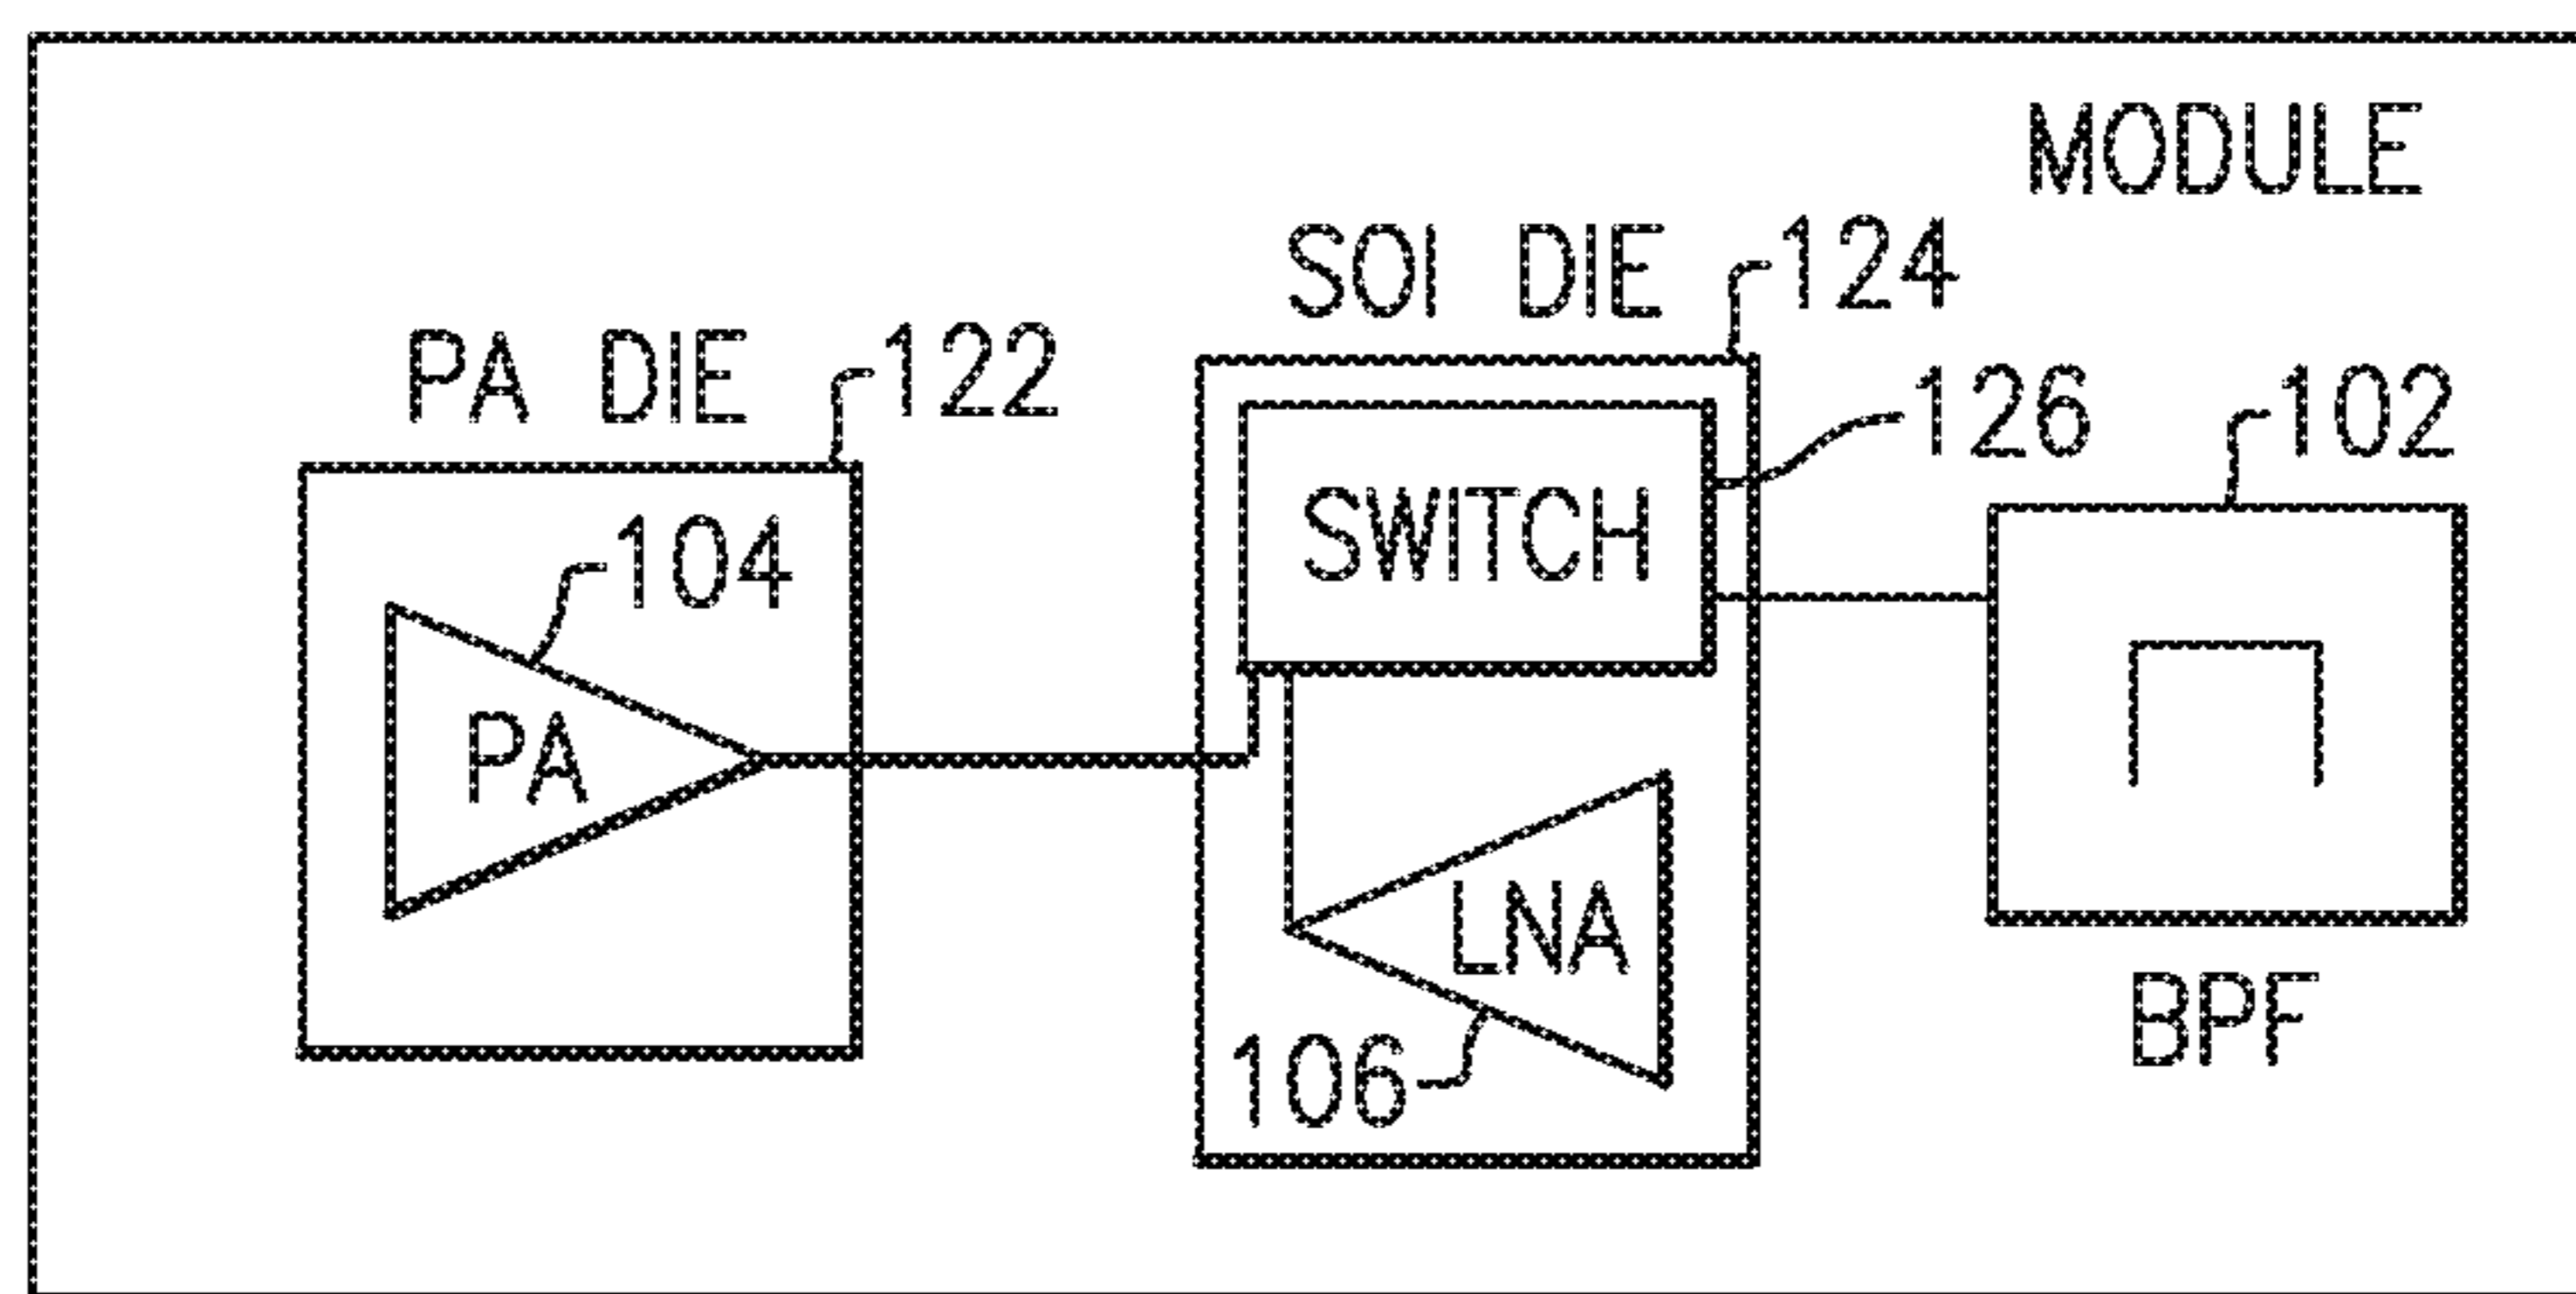 MODULE
SOI DIE
124
PA DIE
122
126
102
SWITCH
104
PA
LNA
106
BPF